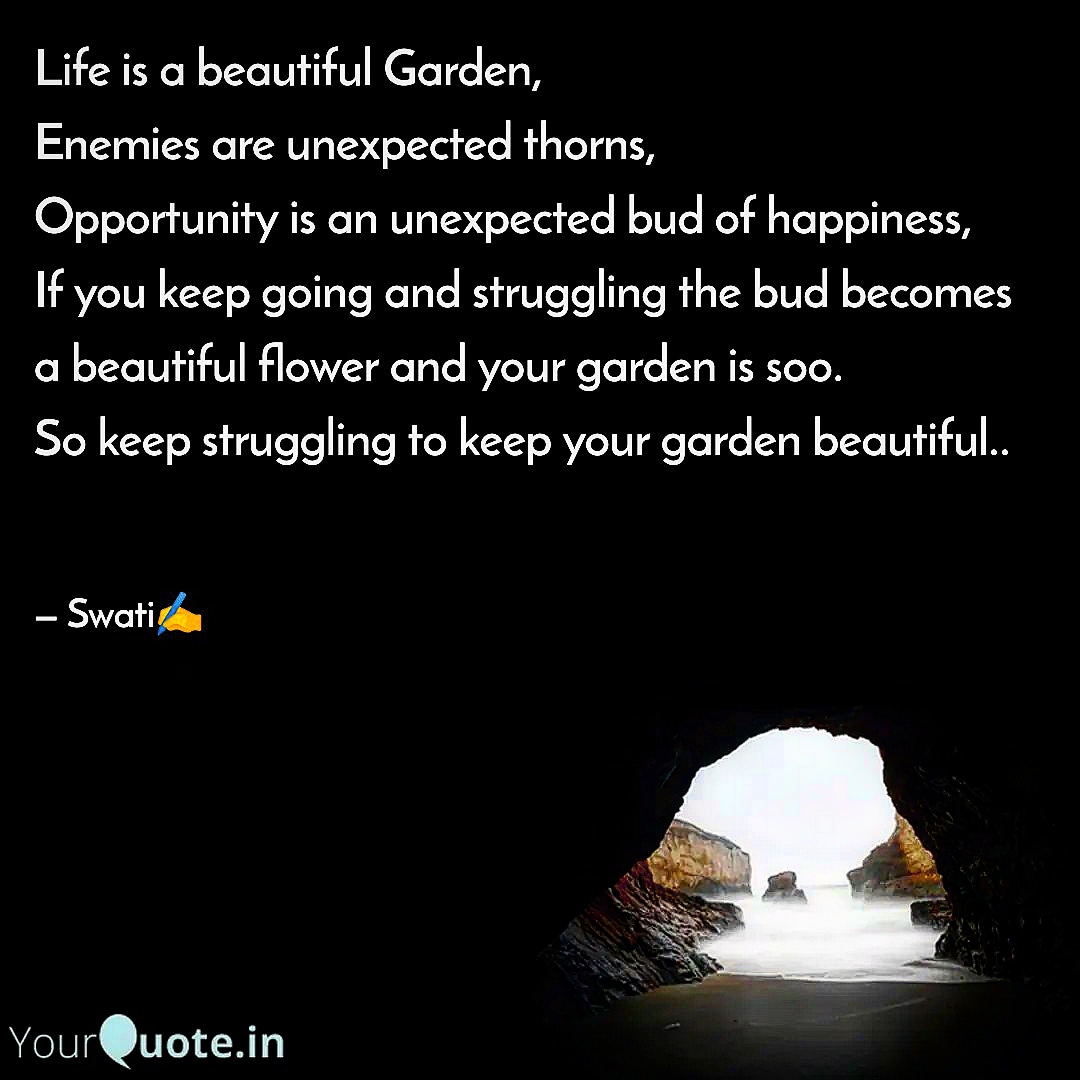 Life is a beautiful Garden,
Enemies are unexpected thorns,
Opportunity is an unexpected bud of happiness,
If you keep going and struggling the bud becomes
a beautiful flower and your garden is soo.
So keep struggling to keep your garden beautiful..
– Swati✍️
YourQuote.in